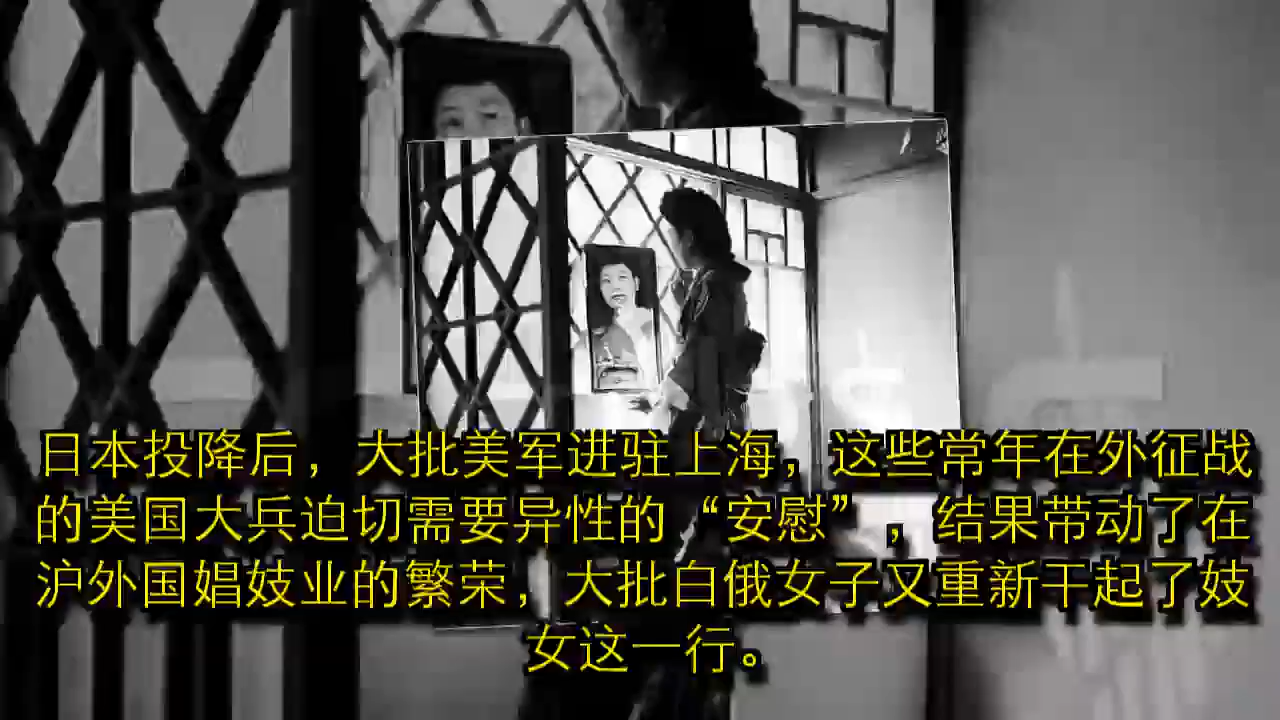 日本投降后，大批美军进驻上海，这些常年在外征战
的美国大兵迫切需要异性的“安慰”，结果带动了在
沪外国娼妓业的繁荣，大批白俄女子又重新干起了妓
女这一行。